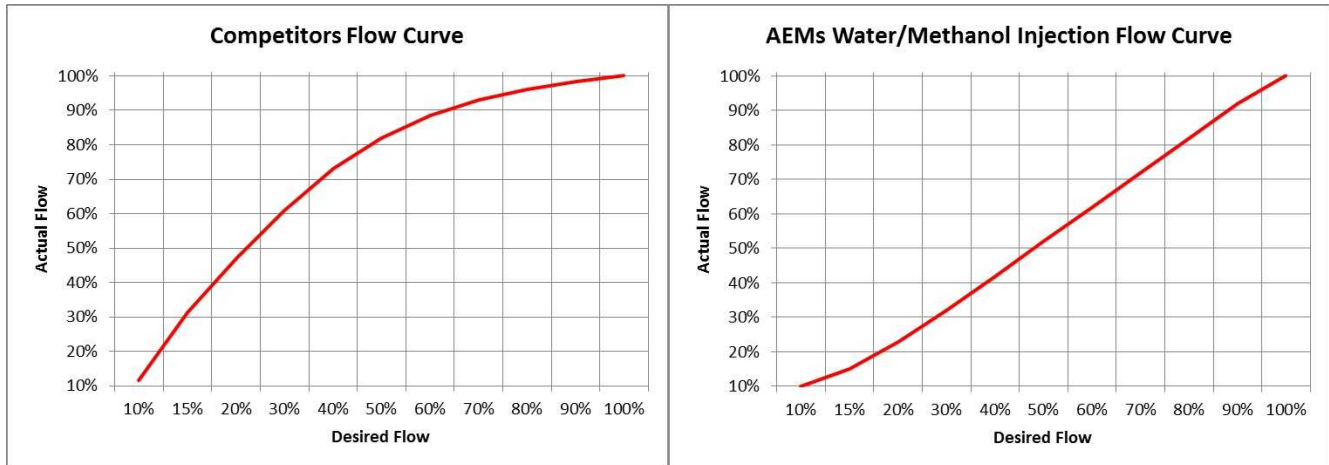 Competitors Flow Curve
100%
90%
80%
70%
60%
50%
40%
30%
20%
10%
Actual Flow
10% 15% 20% 30% 40% 50% 60% 70% 80% 90% 100%
Desired Flow
AEMs Water/Methanol Injection Flow Curve
100%
90%
80%
70%
60%
50%
40%
30%
20%
10%
Actual Flow
10% 15% 20% 30% 40% 50% 60% 70% 80% 90% 100%
Desired Flow